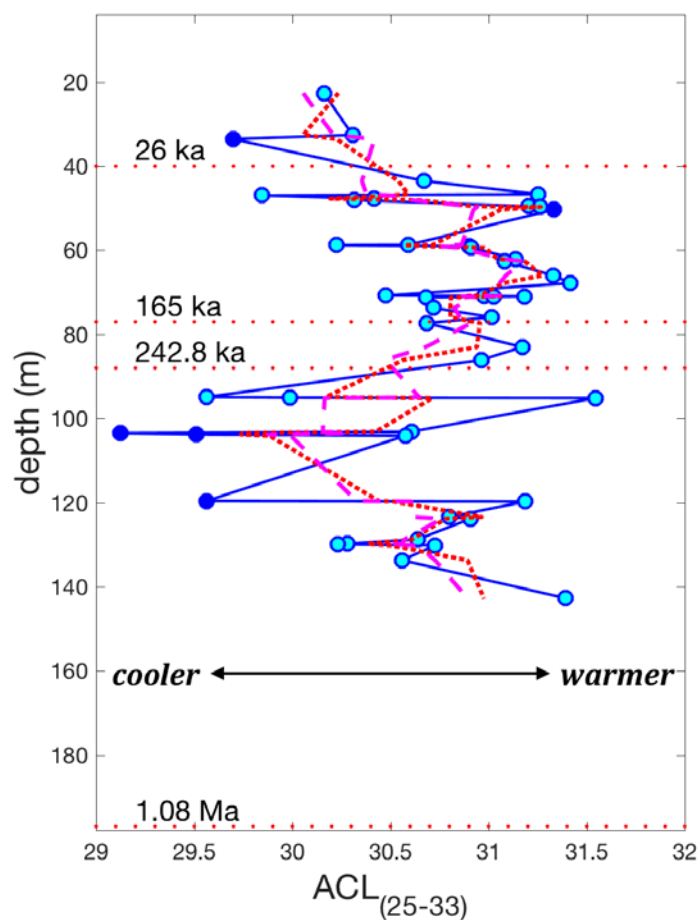 20
26 ka
40
60
165 ka
80
242.8 ka
100
120
140
cooler
warmer
160
180
1.08 Ma
29 29.5 30 30.5 31 31.5 32
ACL(25-33)
depth (m)